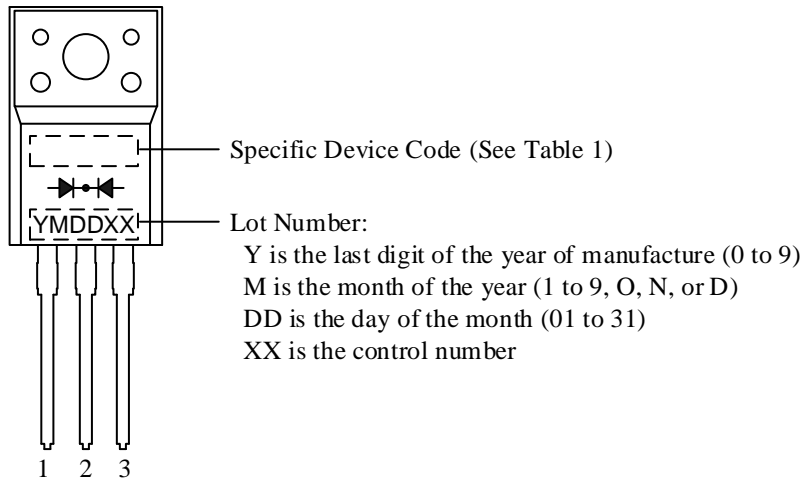 Specific Device Code (See Table 1)
YMDDXX
Lot Number:
Y is the last digit of the year of manufacture (0 to 9)
M is the month of the year (1 to 9, O, N, or D)
DD is the day of the month (01 to 31)
XX is the control number
1 2 3